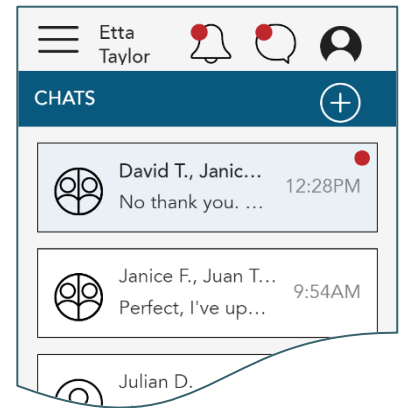 Etta
Taylor
CHATS
David T., Janic...
12:28PM
No thank you. ...
Janice F., Juan T...
9:54AM
Perfect, I've up...
Julian D.